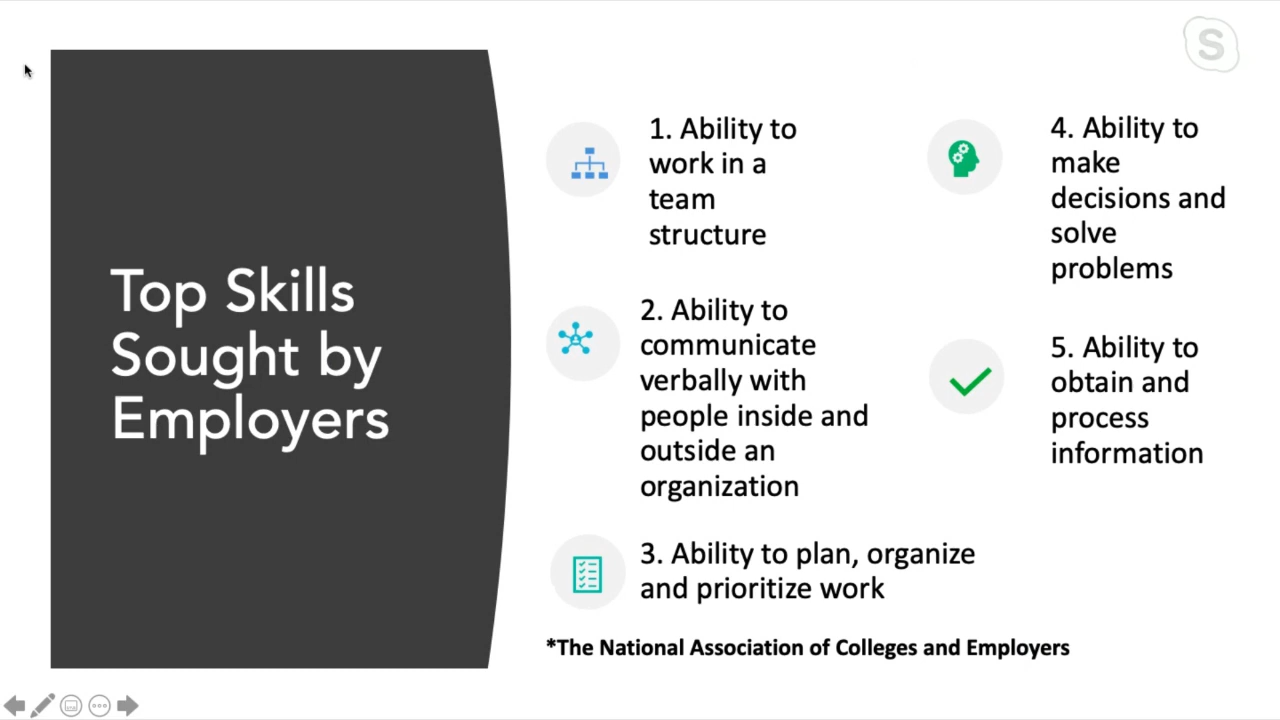 Top Skills
Sought by
Employers
1. Ability to
work in a
team
structure
2. Ability to
communicate
verbally with
people inside and
outside an
organization
3. Ability to plan, organize
and prioritize work
4. Ability to
make
decisions and
solve
problems
5. Ability to
obtain and
process
information
*The National Association of Colleges and Employers
S